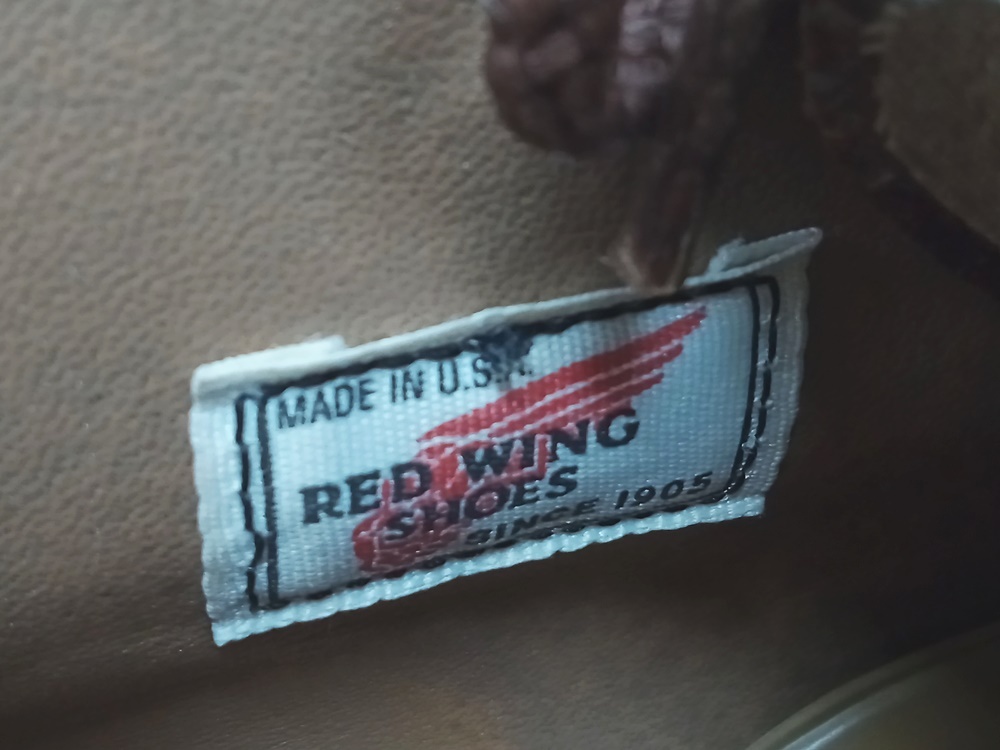 MADE IN U.S.A.
RED WING
SHOES
SINCE 1905